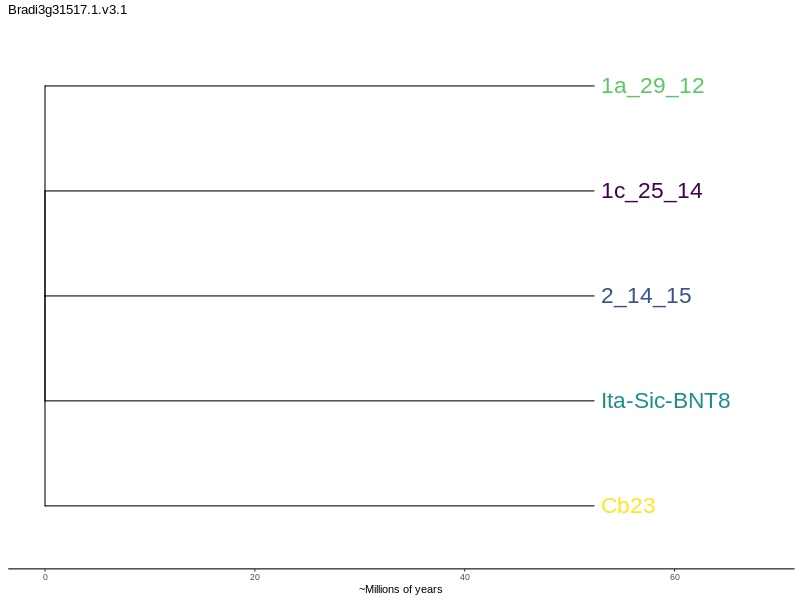 Bradi3g31517.1.v3.1
1a_29_12
1c_25_14
2_14_15
Ita-Sic-BNT8
Cb23
0 20 40 60
~Millions of years